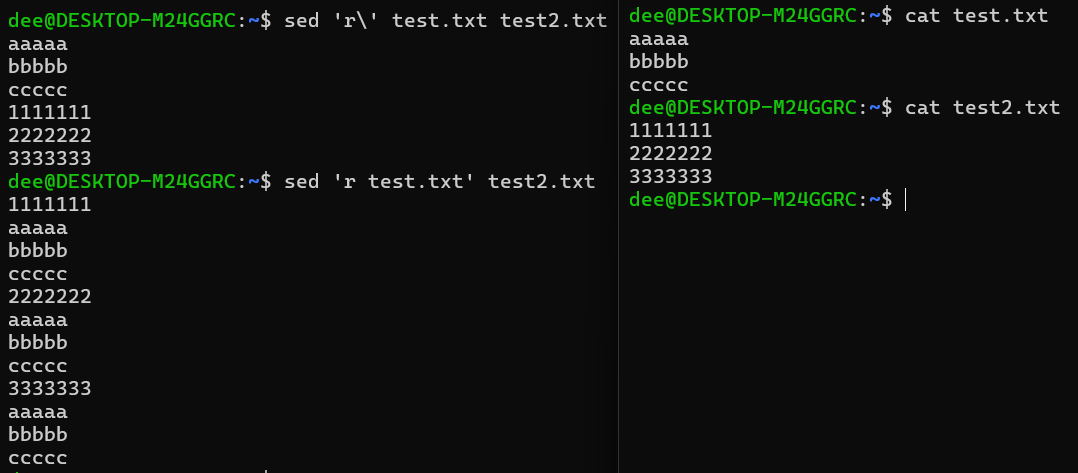 dee@DESKTOP-M24GGRC:~$ sed 'r\' test.txt test2.txt
aaaaa
bbbbb
ccccc
1111111
2222222
3333333
dee@DESKTOP-M24GGRC:~$ sed 'r test.txt' test2.txt
1111111
aaaaa
bbbbb
ccccc
2222222
aaaaa
bbbbb
ccccc
3333333
aaaaa
bbbbb
ccccc
dee@DESKTOP-M24GGRC:~$ cat test.txt
aaaaa
bbbbb
ccccc
dee@DESKTOP-M24GGRC:~$ cat test2.txt
1111111
2222222
3333333
dee@DESKTOP-M24GGRC:~$